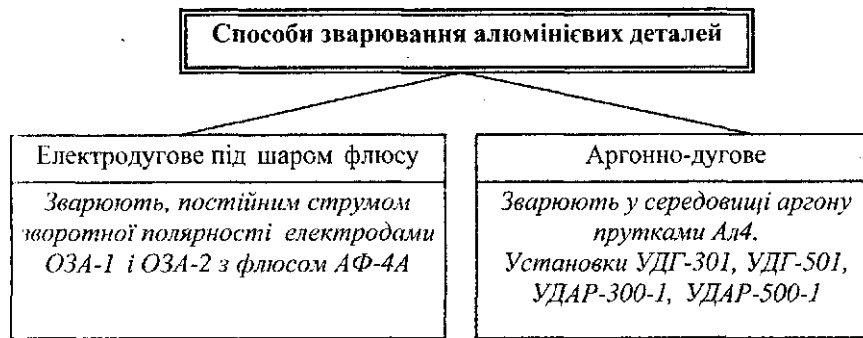 Способи зварювання алюмінієвих деталей
Електродугове під шаром флюсу
Зварюють, постійним струмом
зворотної полярності електродами
ОЗА-1 і ОЗА-2 з флюсом АФ-4А
Аргонно-дугове
Зварюють у середовищі аргону
прутками Ал4.
Установки УДГ-301, УДГ-501,
УДАР-300-1, УДАР-500-1